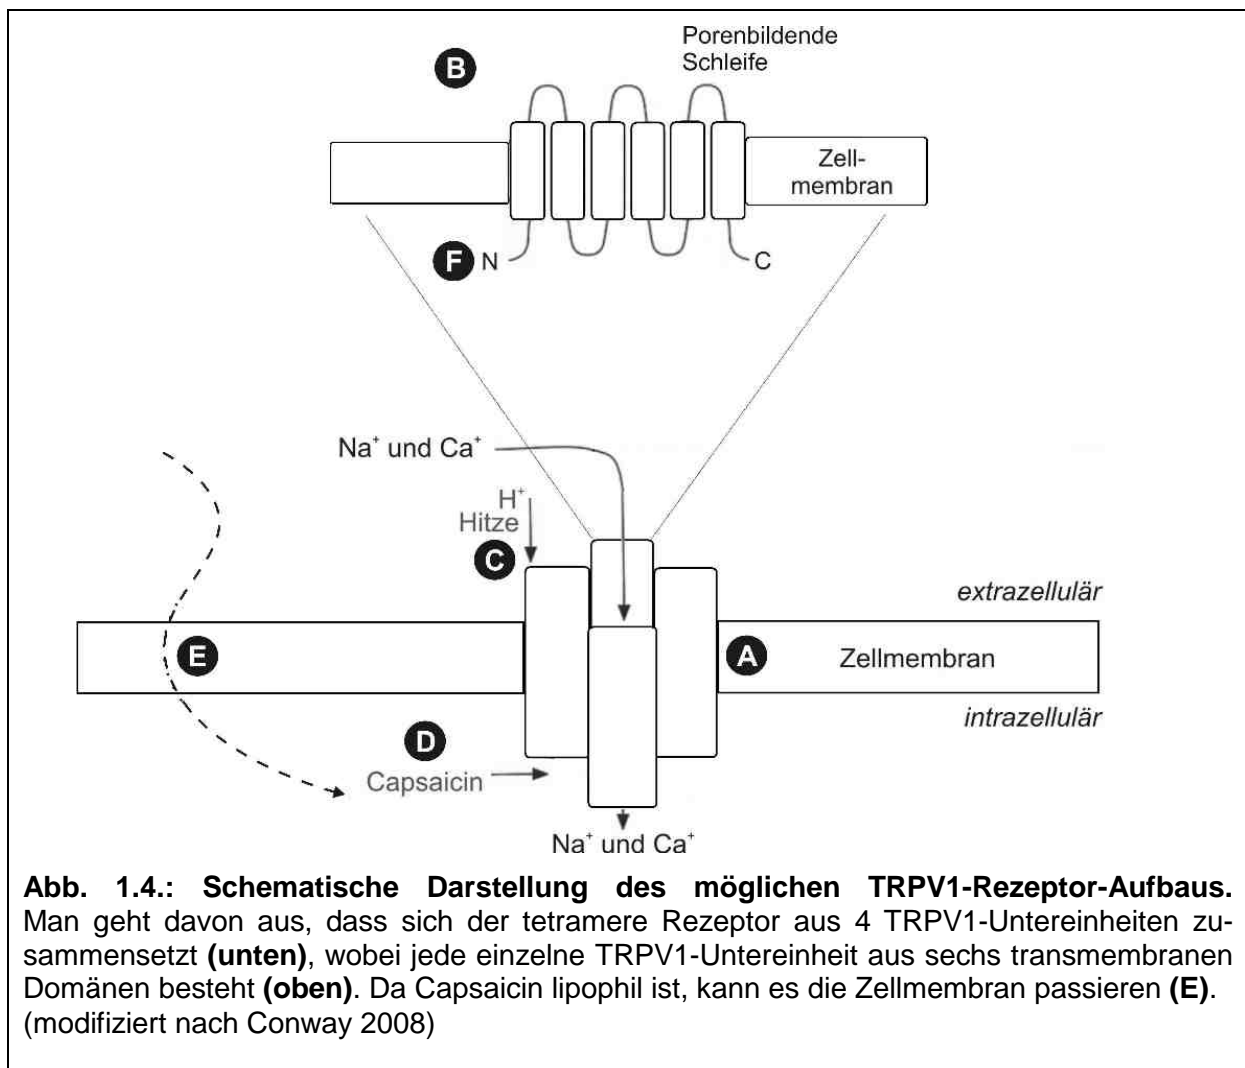 Porenbildende
Schleife
B
Zell-
membran
F N
C
Na⁺ und Ca⁺
H⁺
Hitze
C
extrazellulär
E
A
Zellmembran
intrazellulär
D
Capsaicin
Na⁺ und Ca⁺
Abb. 1.4.: Schematische Darstellung des möglichen TRPV1-Rezeptor-Aufbaus.
Man geht davon aus, dass sich der tetramere Rezeptor aus 4 TRPV1-Untereinheiten zu-
sammensetzt (unten), wobei jede einzelne TRPV1-Untereinheit aus sechs transmembranen
Domänen besteht (oben). Da Capsaicin lipophil ist, kann es die Zellmembran passieren (E).
(modifiziert nach Conway 2008)